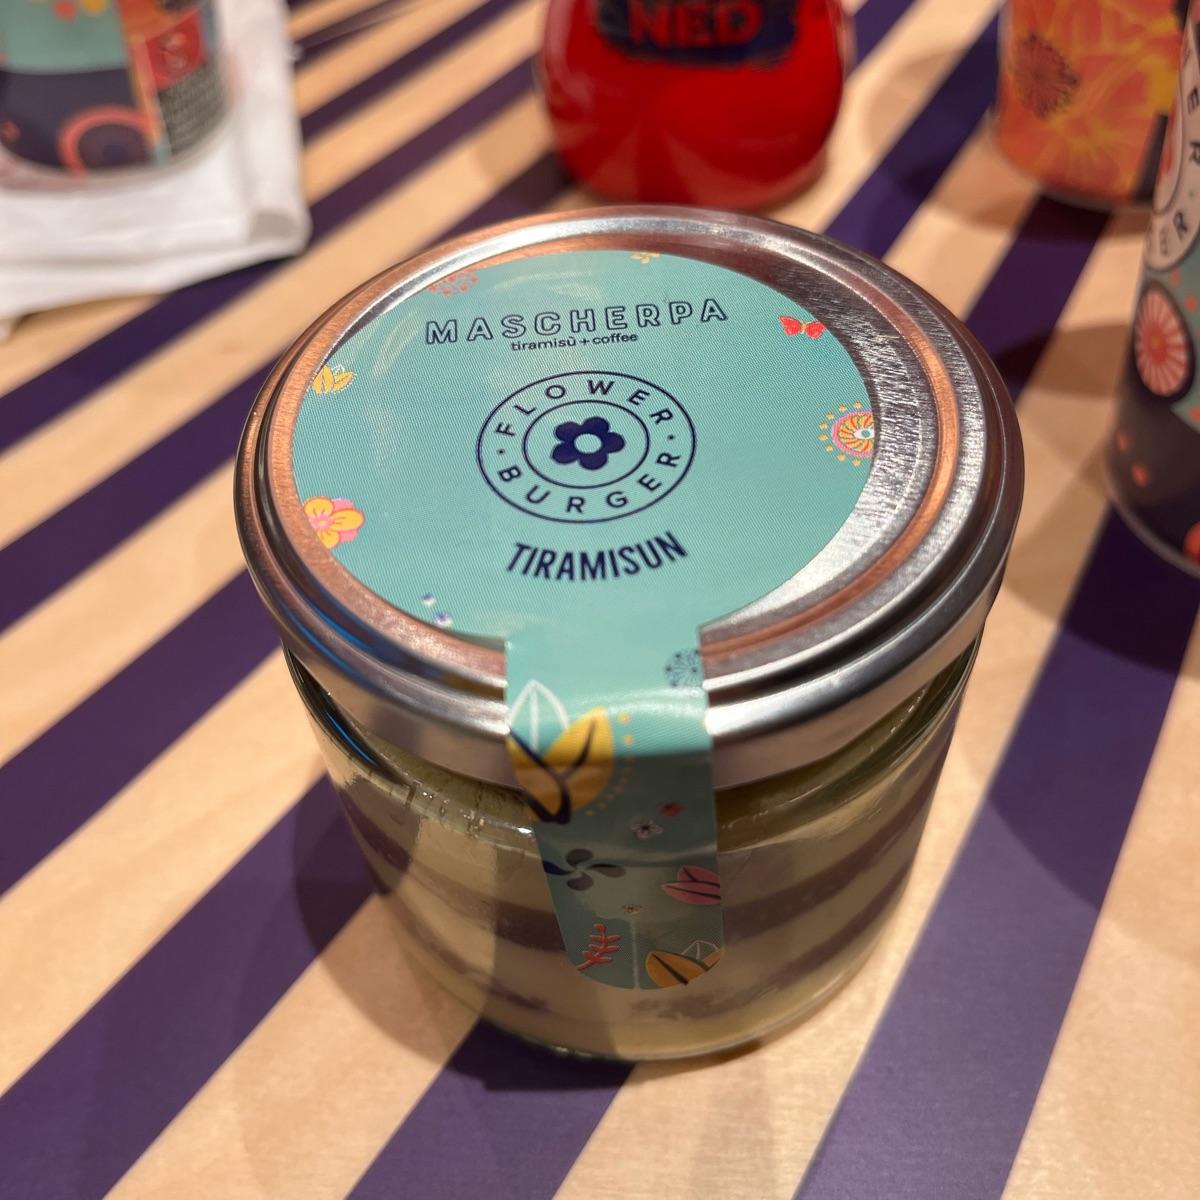 NED
MASCHERPA
tiramisù + coffee
FLOWER
BURGER
TIRAMISUN